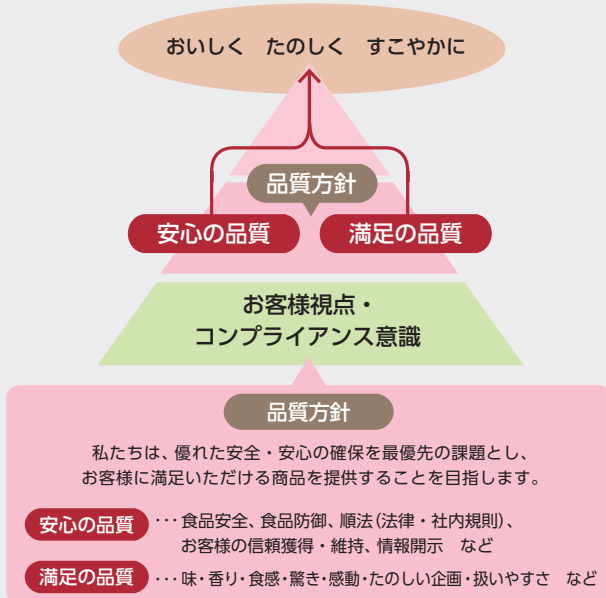 おいしく たのしく すこやかに
品質方針
安心の品質
満足の品質
お客様視点・
コンプライアンス意識
品質方針
私たちは、優れた安全・安心の確保を最優先の課題とし、
お客様に満足いただける商品を提供することを目指します。
安心の品質 ･･･ 食品安全、食品防御、順法(法律・社内規則)、
お客様の信頼獲得・維持、情報開示 など
満足の品質 ･･･ 味・香り・食感・驚き・感動・たのしい企画・扱いやすさ など